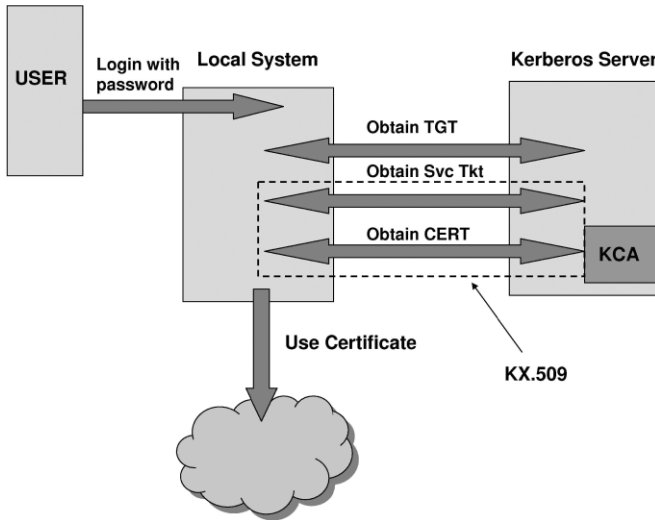 USER
Login with
password
Local System
Kerberos Server
Obtain TGT
Obtain Svc Tkt
Obtain CERT
KCA
Use Certificate
KX.509